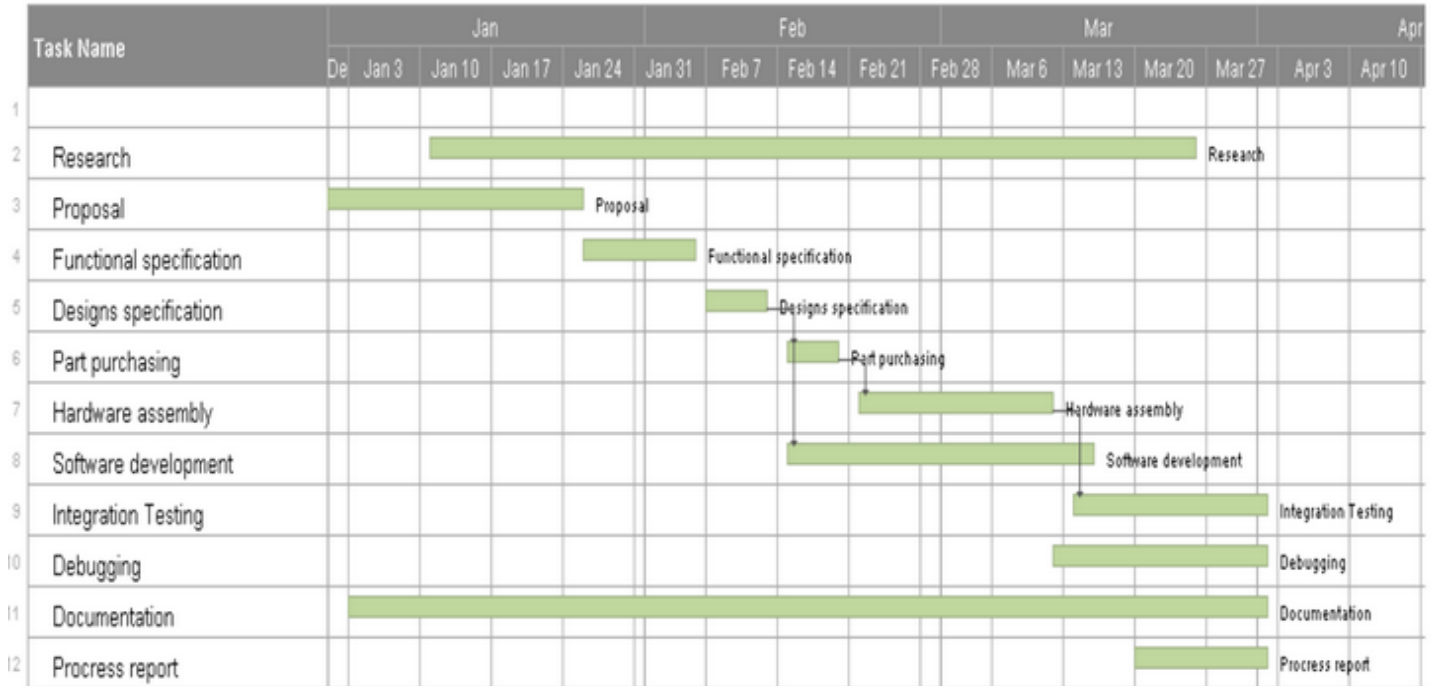 Task Name
Jan Feb Mar Apr
De Jan 3 Jan 10 Jan 17 Jan 24 Jan 31 Feb 7 Feb 14 Feb 21 Feb 28 Mar 6 Mar 13 Mar 20 Mar 27 Apr 3 Apr 10
1
2 Research Research
3 Proposal Proposal
4 Functional specification Functional specification
5 Designs specification Designs specification
6 Part purchasing Part purchasing
7 Hardware assembly Hardware assembly
8 Software development Software development
9 Integration Testing Integration Testing
10 Debugging Debugging
11 Documentation Documentation
12 Procress report Procress report